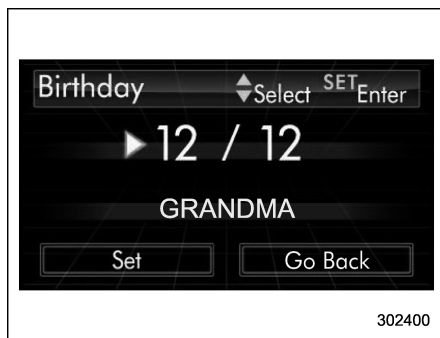 Birthday Select SET Enter
12 / 12
GRANDMA
Set Go Back
302400